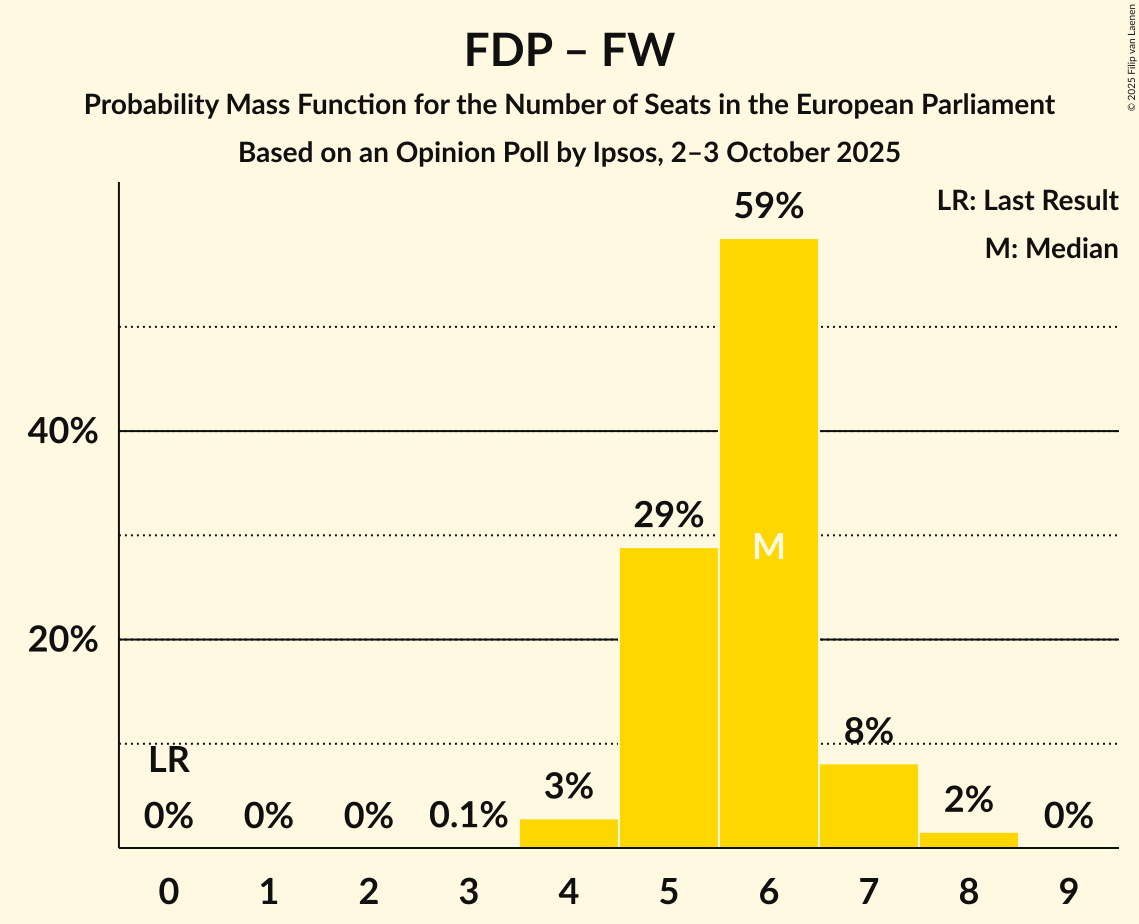 FDP – FW
Probability Mass Function for the Number of Seats in the European Parliament
Based on an Opinion Poll by Ipsos, 2–3 October 2025
© 2025 Filip van Laenen
LR: Last Result
M: Median
59%
40%
29%
M
20%
8%
LR
3%
2%
0%
0%
0%
0.1%
0%
0
1
2
3
4
5
6
7
8
9